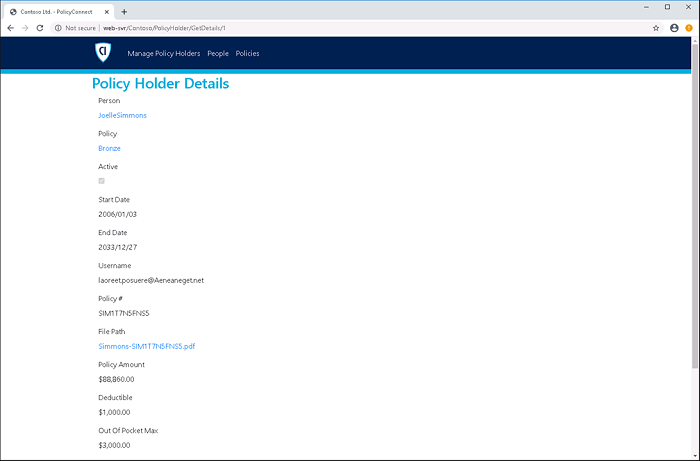 Contoso Ltd. - PolicyConnect
Not secure | web-svr/Contoso/PolicyHolder/GetDetails/1
CI
Manage Policy Holders People Policies
Policy Holder Details
Person
JoelleSimmons
Policy
Bronze
Active
Start Date
2006/01/03
End Date
2033/12/27
Username
laoreet.posuere@Aeneaneget.net
Policy #
SIM1T7N5FNS5
File Path
Simmons-SIM1T7N5FNS5.pdf
Policy Amount
$88,860.00
Deductible
$1,000.00
Out Of Pocket Max
$3,000.00